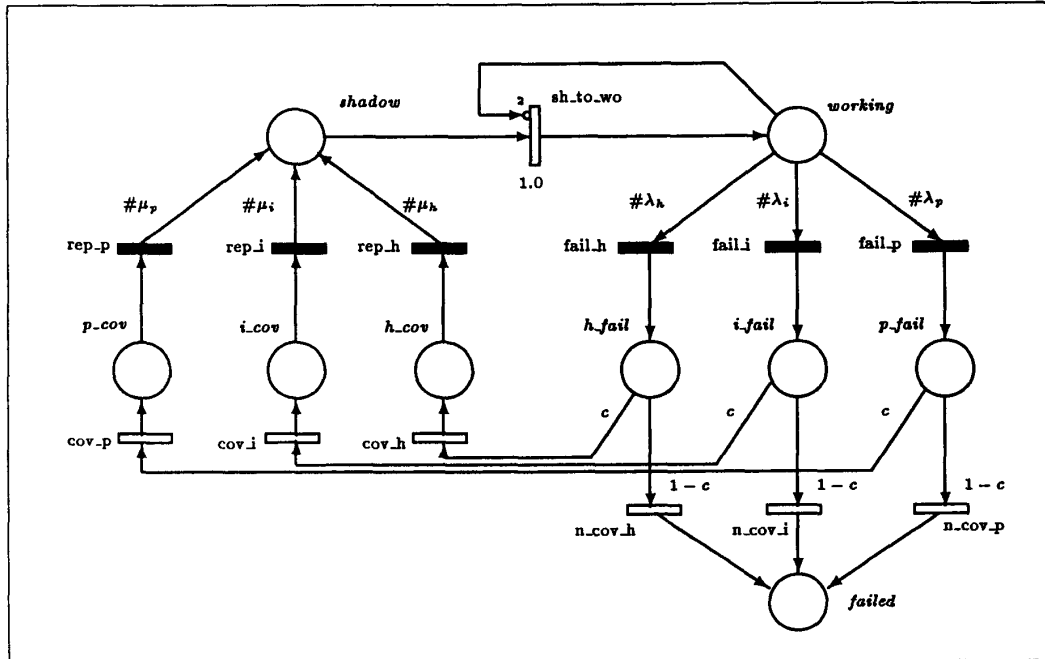 shadow
2
sh_to_wo
working
1.0
#μp
#μi
#μh
#λh
#λi
#λp
rep_p
rep_i
rep_h
fail_h
fail_i
fail_p
p_cov
i_cov
h_cov
h_fail
i_fail
p_fail
c
c
c
cov_p
cov_i
cov_h
1 − c
1 − c
1 − c
n_cov_h
n_cov_i
n_cov_p
failed